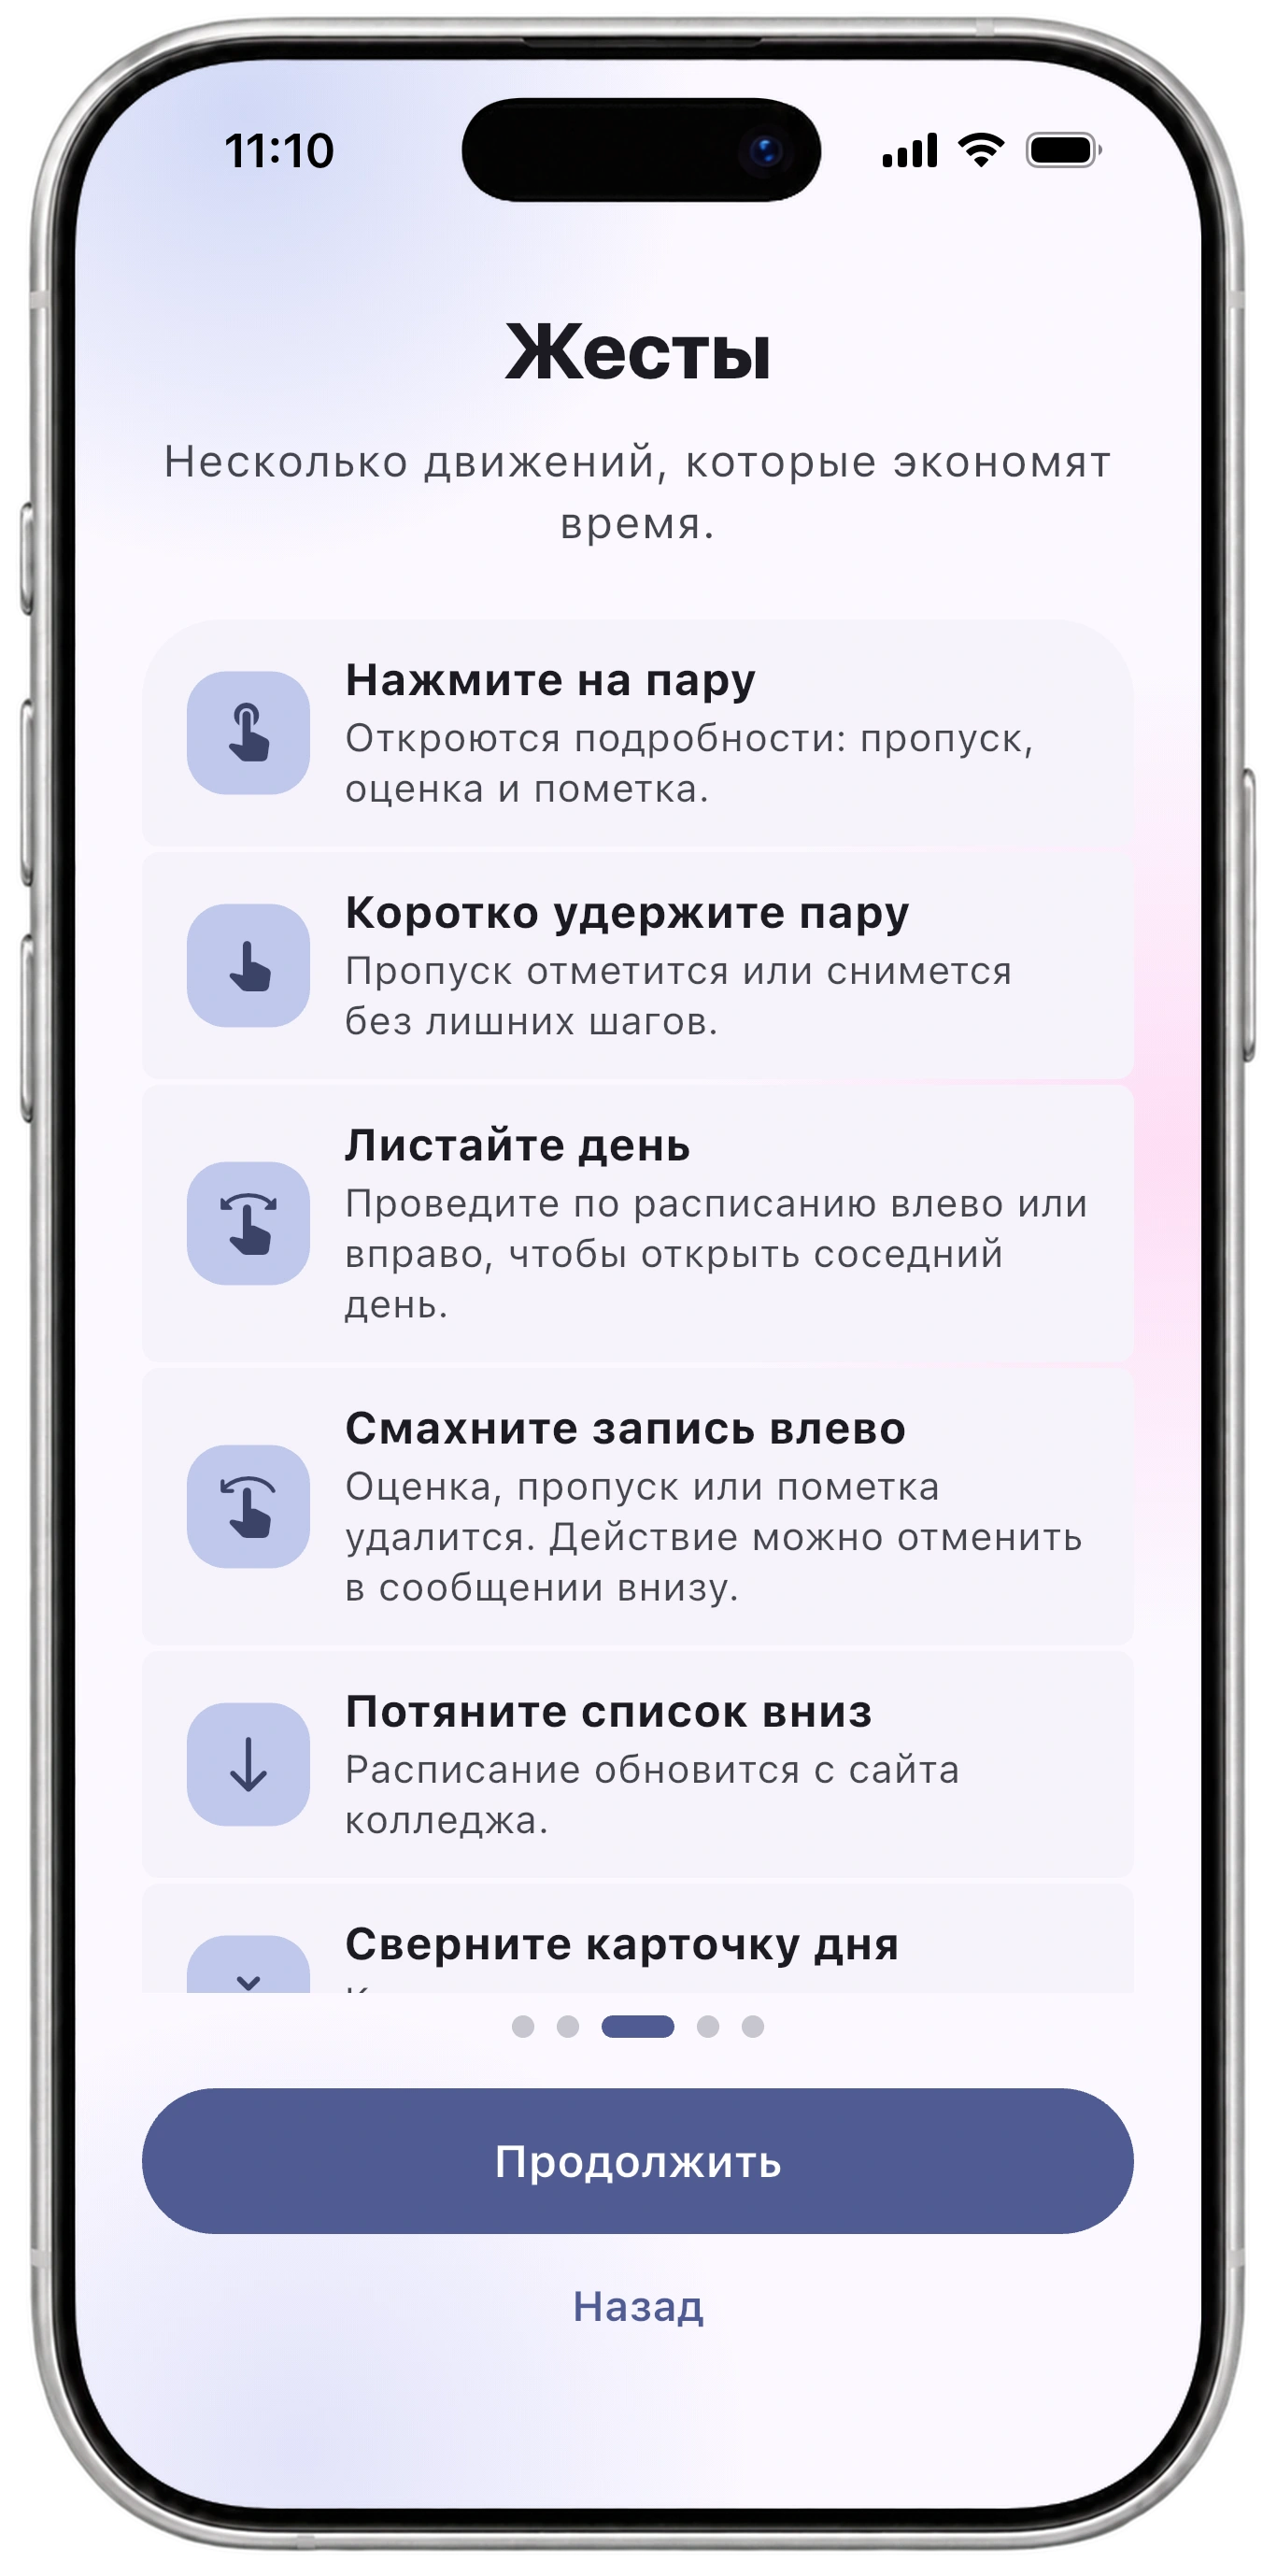 11:10
Жесты
Несколько движений, которые экономят
время.
Нажмите на пару
Откроются подробности: пропуск,
оценка и пометка.
Коротко удержите пару
Пропуск отметится или снимется
без лишних шагов.
Листайте день
Проведите по расписанию влево или
вправо, чтобы открыть соседний
день.
Смахните запись влево
Оценка, пропуск или пометка
удалится. Действие можно отменить
в сообщении внизу.
Потяните список вниз
Расписание обновится с сайта
колледжа.
Сверните карточку дня
Продолжить
Назад